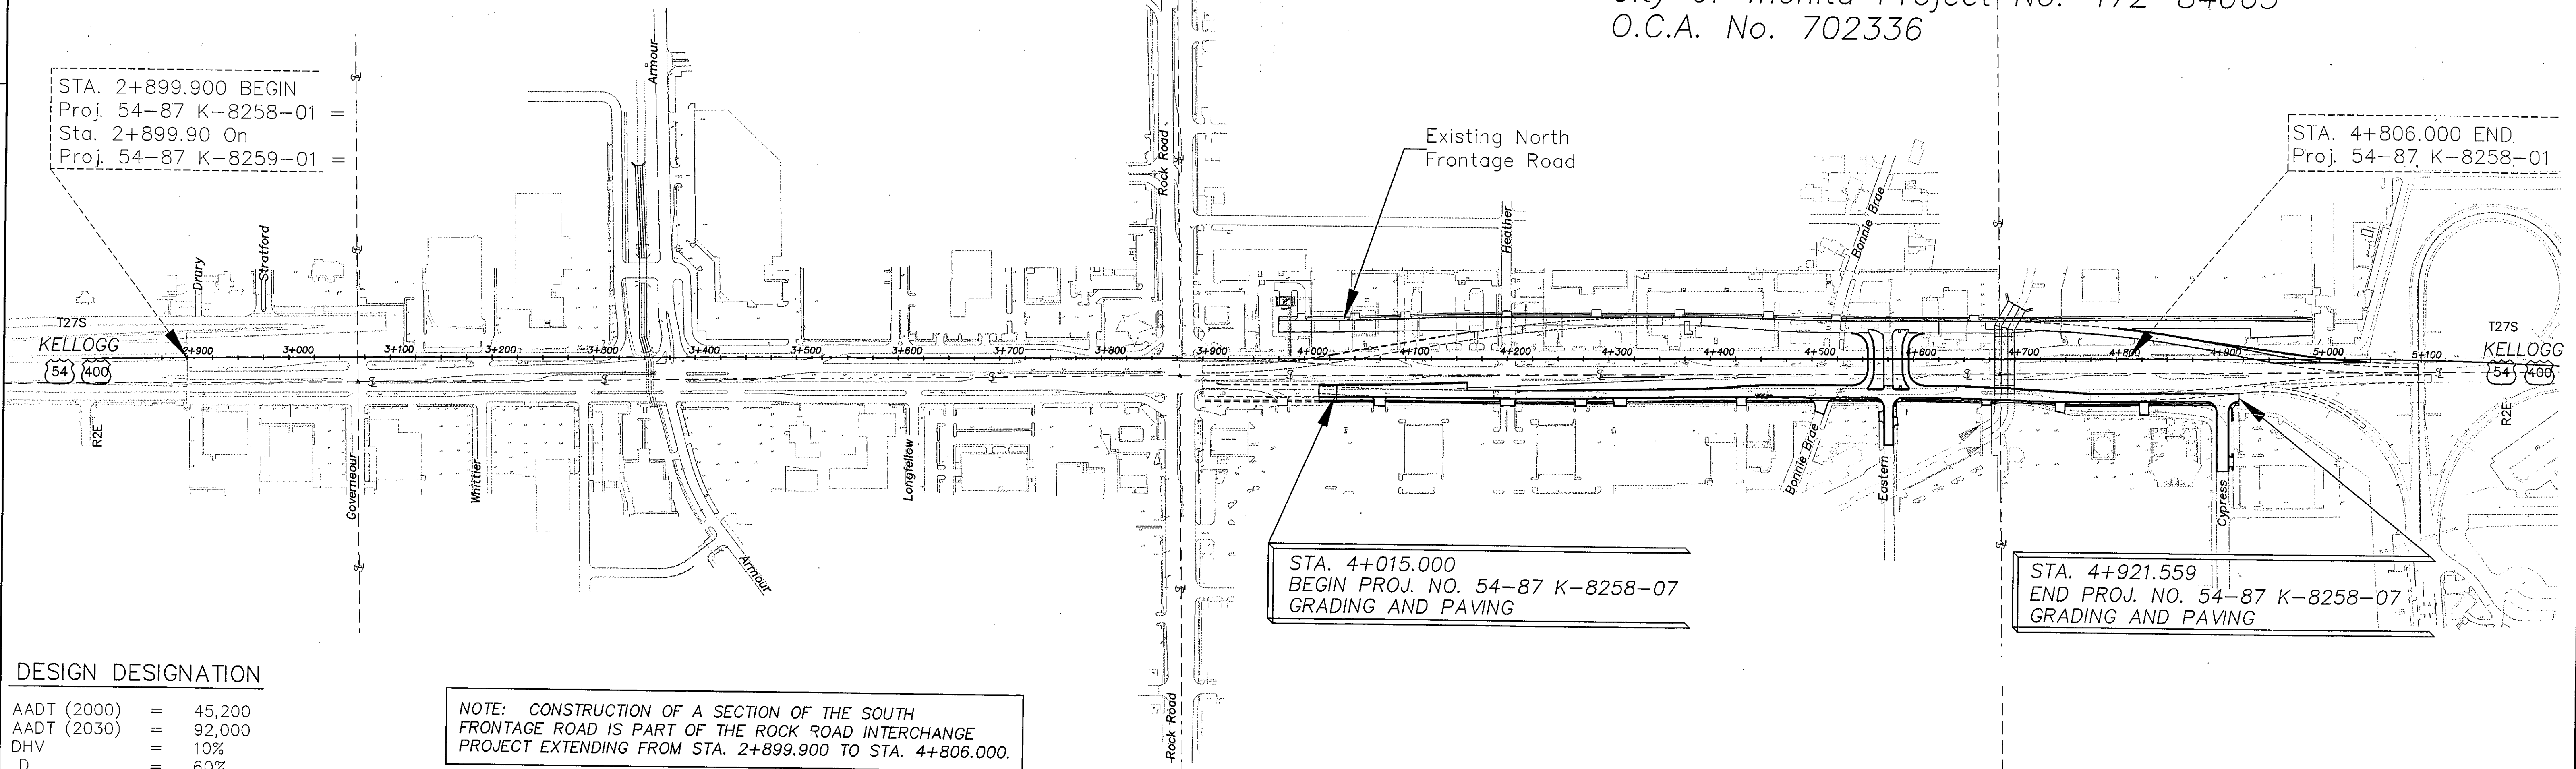 City of Wichita Project No. 472-84065
O.C.A. No. 702336
STA. 2+899.900 BEGIN
Proj. 54-87 K-8258-01 =
Sta. 2+899.90 On
Proj. 54-87 K-8259-01 =
Armour
Rock Road
Existing North
Frontage Road
STA. 4+806.000 END
Proj. 54-87 K-8258-01
Drury
Stratford
Heather
Bonnie Brae
T27S
KELLOGG
54 400
R2E
2+900
3+000
3+100
3+200
3+300
3+400
3+500
3+600
3+700
3+800
3+900
4+000
4+100
4+200
4+300
4+400
4+500
4+600
4+700
4+800
4+900
5+000
5+100
T27S
KELLOGG
54 400
R2E
Governeour
Whittier
Armour
Longfellow
Bonnie Brae
Eastern
Cypress
STA. 4+015.000
BEGIN PROJ. NO. 54-87 K-8258-07
GRADING AND PAVING
STA. 4+921.559
END PROJ. NO. 54-87 K-8258-07
GRADING AND PAVING
DESIGN DESIGNATION
AADT (2000) = 45,200
AADT (2030) = 92,000
DHV = 10%
D = 60%
NOTE: CONSTRUCTION OF A SECTION OF THE SOUTH
FRONTAGE ROAD IS PART OF THE ROCK ROAD INTERCHANGE
PROJECT EXTENDING FROM STA. 2+899.900 TO STA. 4+806.000.
Rock Road